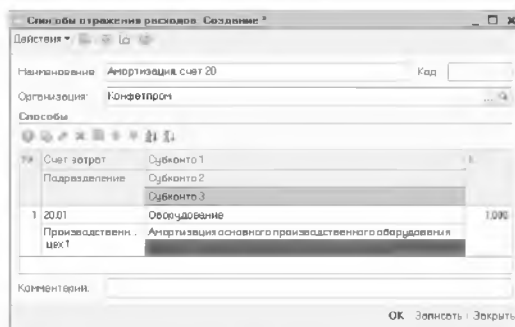 Способы отражения расходов. Создание *
Действия
Наименование: Амортизация, счет 20
Код:
Организация: Конфетпром
Способы
№ Счет затрат Субконто 1
Подразделение Субконто 2
Субконто 3
1 20.01 Оборудование 1,000
Производственн... Амортизация основного производственного оборудования
цех 1
Комментарий:
OK Записать Закрыть